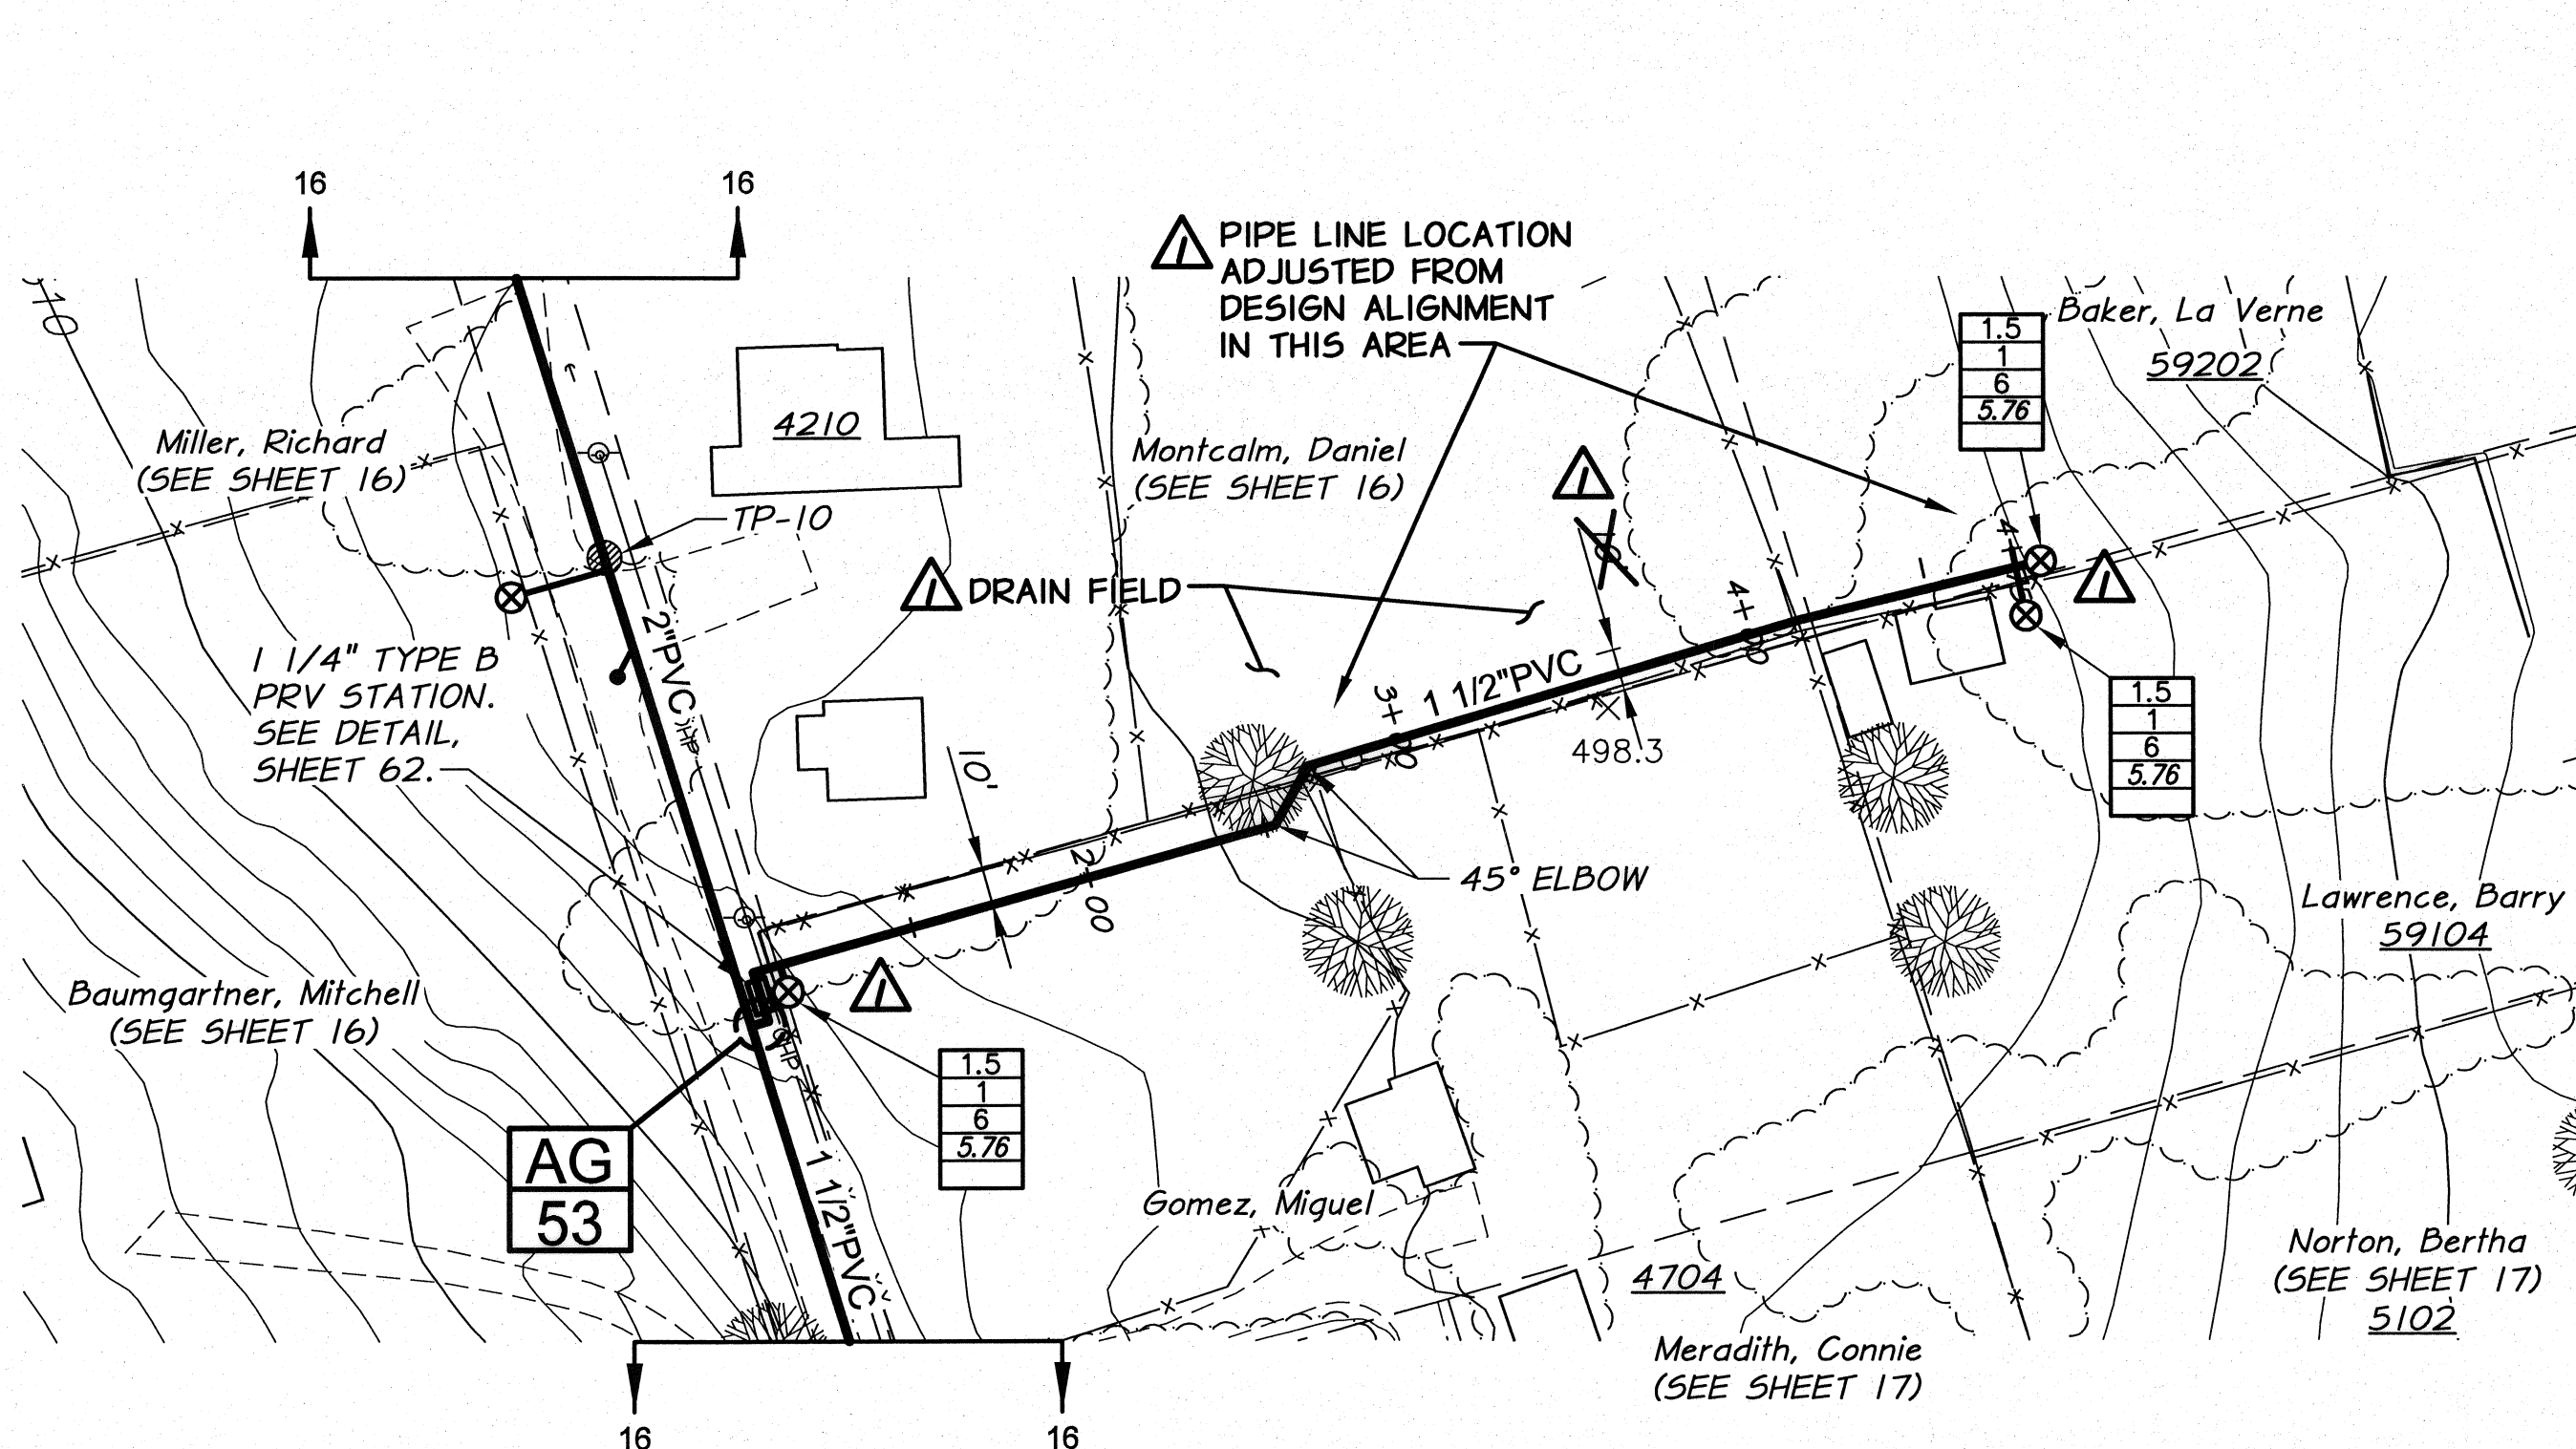 16
16
10
PIPE LINE LOCATION
ADJUSTED FROM
DESIGN ALIGNMENT
IN THIS AREA
1.5
1
6
5.76
Baker, La Verne
59202
4210
Miller, Richard
(SEE SHEET 16)
Montcalm, Daniel
(SEE SHEET 16)
TP-10
DRAIN FIELD
2"PVC
(HP)
1 1/4" TYPE B
PRV STATION.
SEE DETAIL,
SHEET 62.
10'
2+00
3+00
1 1/2"PVC
4+00
498.3
1.5
1
6
5.76
45° ELBOW
Lawrence, Barry
59104
Baumgartner, Mitchell
(SEE SHEET 16)
1.5
1
6
5.76
AG
53
1 1/2"PVC
Gomez, Miguel
4704
Norton, Bertha
(SEE SHEET 17)
5102
Meradith, Connie
(SEE SHEET 17)
16
16